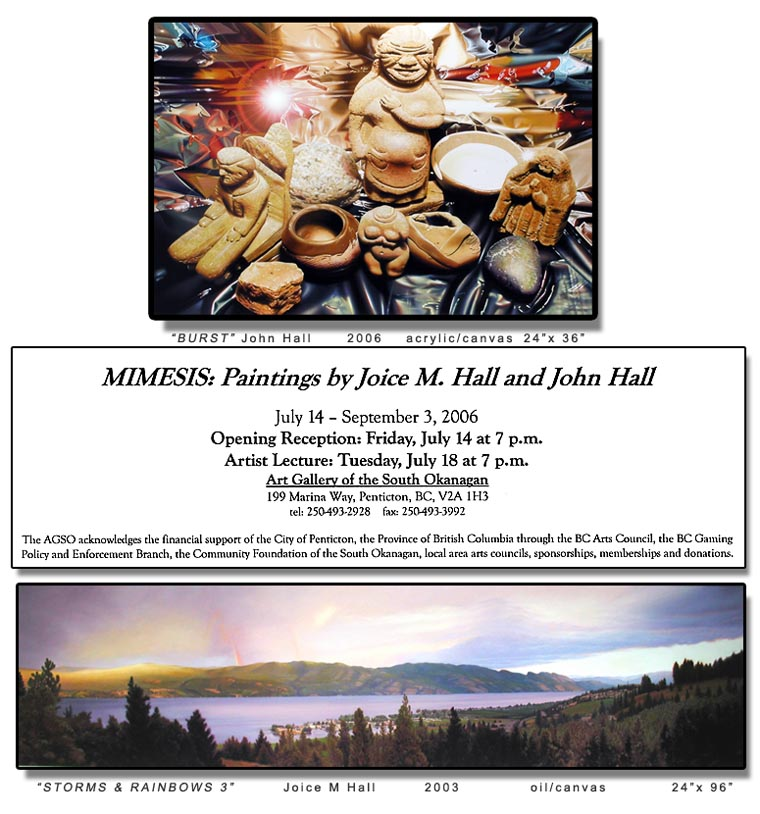 "BURST" John Hall 2006 acrylic/canvas 24"x 36"
MIMESIS: Paintings by Joice M. Hall and John Hall
July 14 – September 3, 2006
Opening Reception: Friday, July 14 at 7 p.m.
Artist Lecture: Tuesday, July 18 at 7 p.m.
Art Gallery of the South Okanagan
199 Marina Way, Penticton, BC, V2A 1H3
tel: 250-493-2928 fax: 250-493-3992
The AGSO acknowledges the financial support of the City of Penticton, the Province of British Columbia through the BC Arts Council, the BC Gaming
Policy and Enforcement Branch, the Community Foundation of the South Okanagan, local area arts councils, sponsorships, memberships and donations.
"STORMS & RAINBOWS 3" Joice M Hall 2003 oil/canvas 24"x 96"